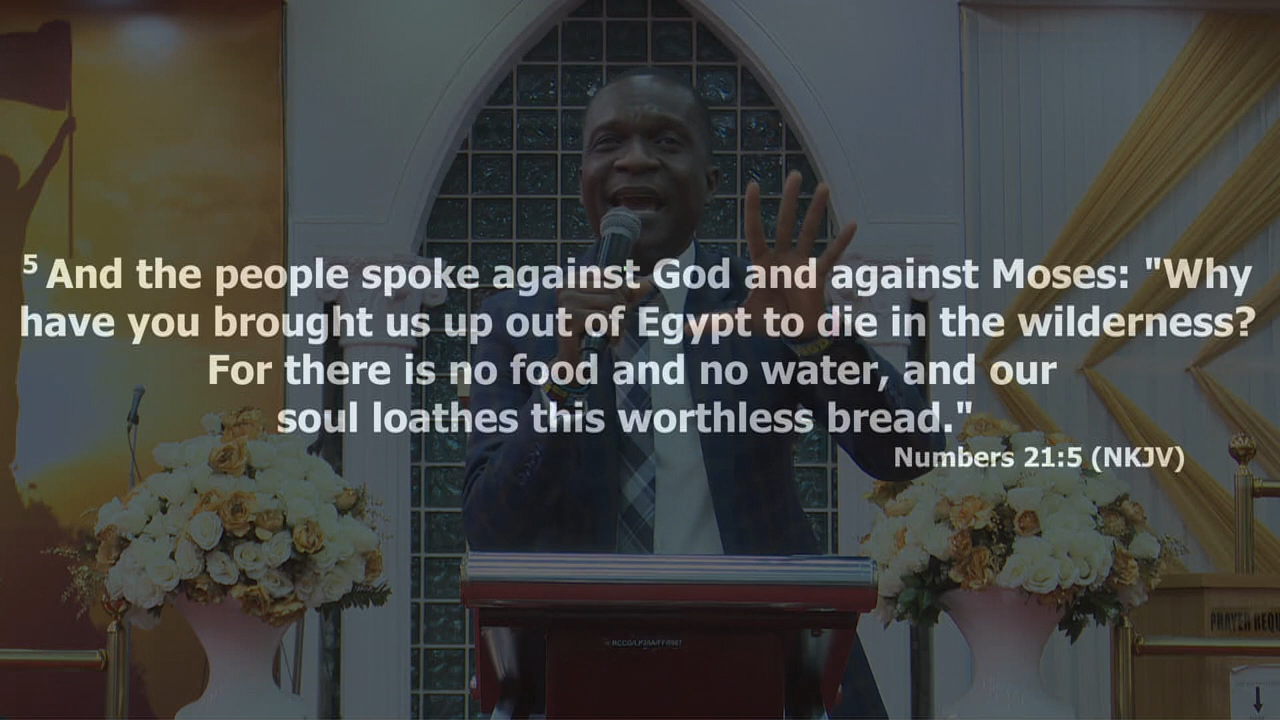 5 And the people spoke against God and against Moses: "Why
have you brought us up out of Egypt to die in the wilderness?
For there is no food and no water, and our
soul loathes this worthless bread."
Numbers 21:5 (NKJV)
PRAYER REQU